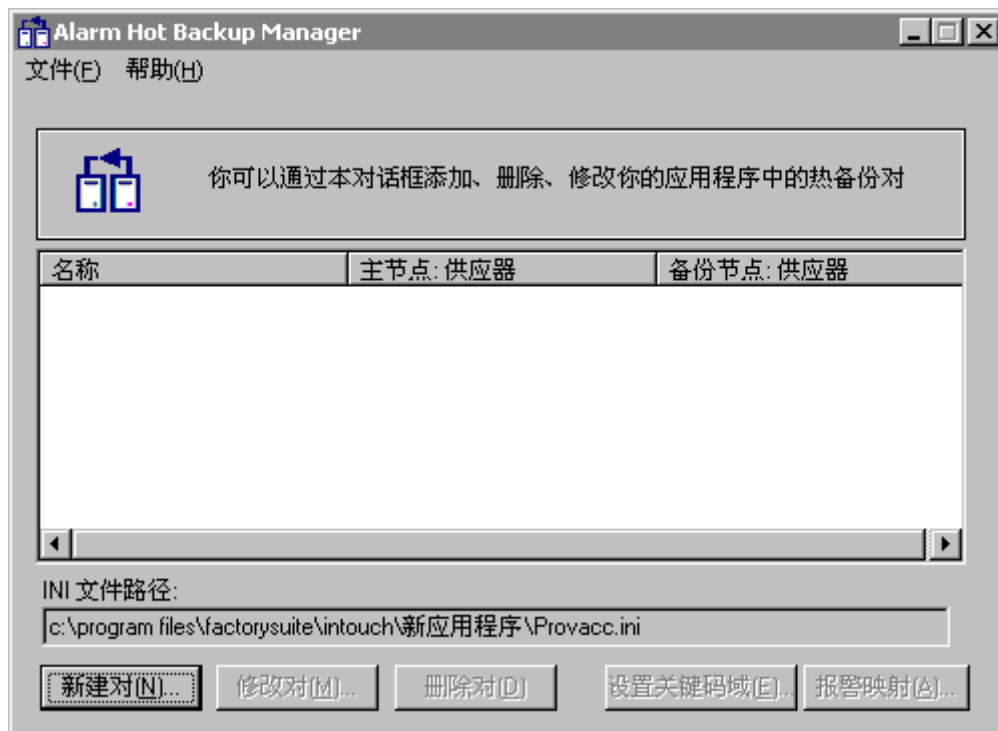 Alarm Hot Backup Manager
文件(F) 帮助(H)
你可以通过本对话框添加、删除、修改你的应用程序中的热备份对
名称 主节点: 供应器 备份节点: 供应器
INI 文件路径:
c:\program files\factorysuite\intouch\新应用程序\Provacc.ini
新建对(N)... 修改对(M)... 删除对(D) 设置关键码域(E)... 报警映射(A)...